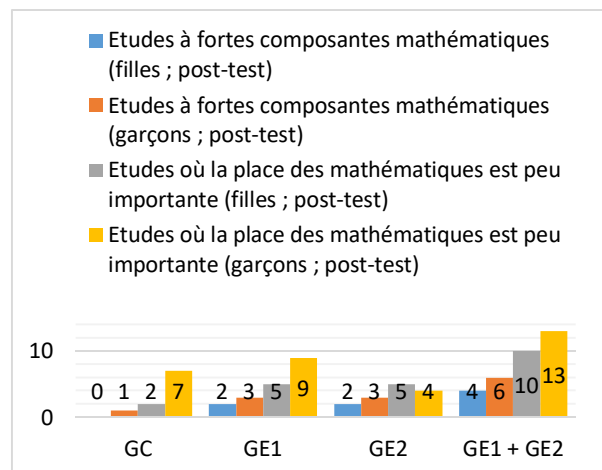 Etudes à fortes composantes mathématiques
(filles ; post-test)
Etudes à fortes composantes mathématiques
(garçons ; post-test)
Etudes où la place des mathématiques est peu
importante (filles ; post-test)
Etudes où la place des mathématiques est peu
importante (garçons ; post-test)
10
0 1 2 7 2 3 5 9 2 3 5 4 4 6 10 13
0
GC GE1 GE2 GE1 + GE2